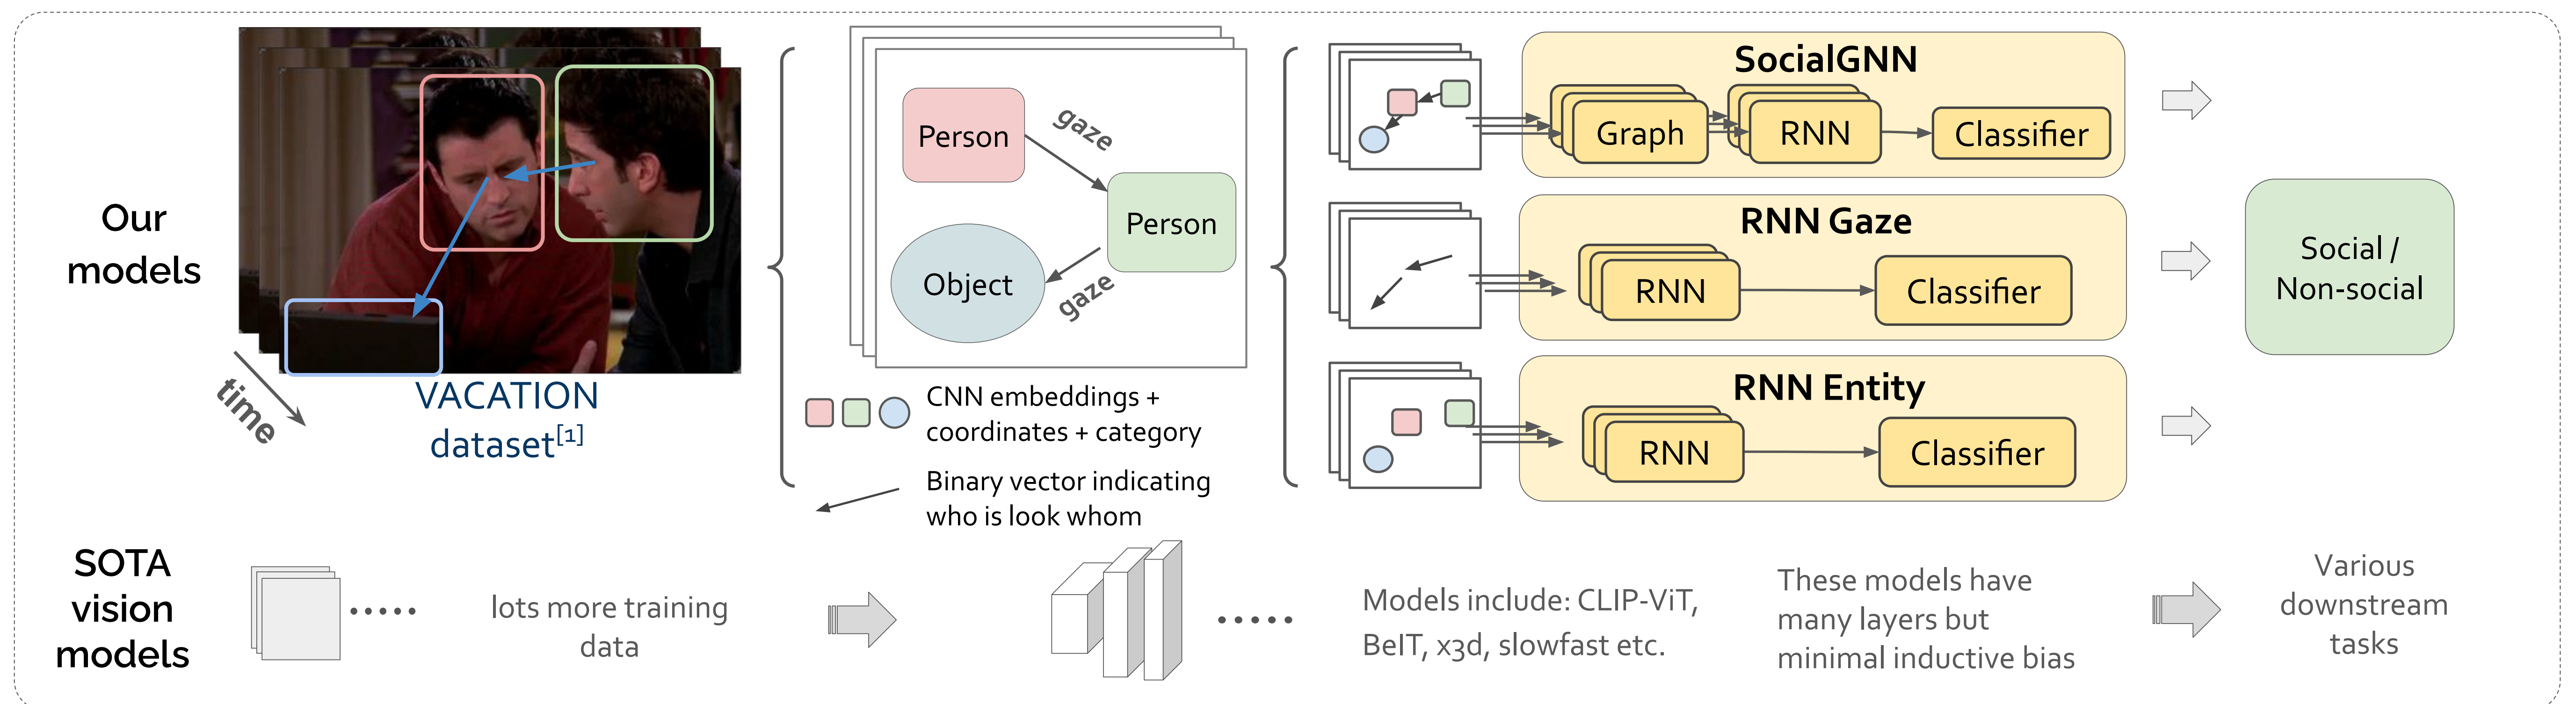 Our
models
time
VACATION
dataset[1]
Person
gaze
Person
Object
gaze
CNN embeddings +
coordinates + category
Binary vector indicating
who is look whom
SocialGNN
Graph
RNN
Classifier
RNN Gaze
RNN
Classifier
RNN Entity
RNN
Classifier
Social /
Non-social
SOTA
vision
models
lots more training
data
Models include: CLIP-ViT,
BeIT, x3d, slowfast etc.
These models have
many layers but
minimal inductive bias
Various
downstream
tasks